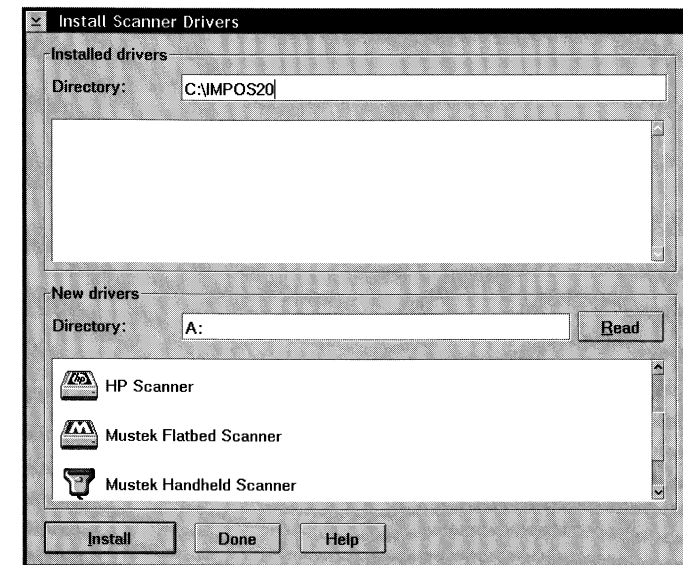 Install Scanner Drivers
Installed drivers
Directory: C:\IMPOS20
New drivers
Directory: A: Read
hp HP Scanner
Mustek Flatbed Scanner
Mustek Handheld Scanner
Install Done Help